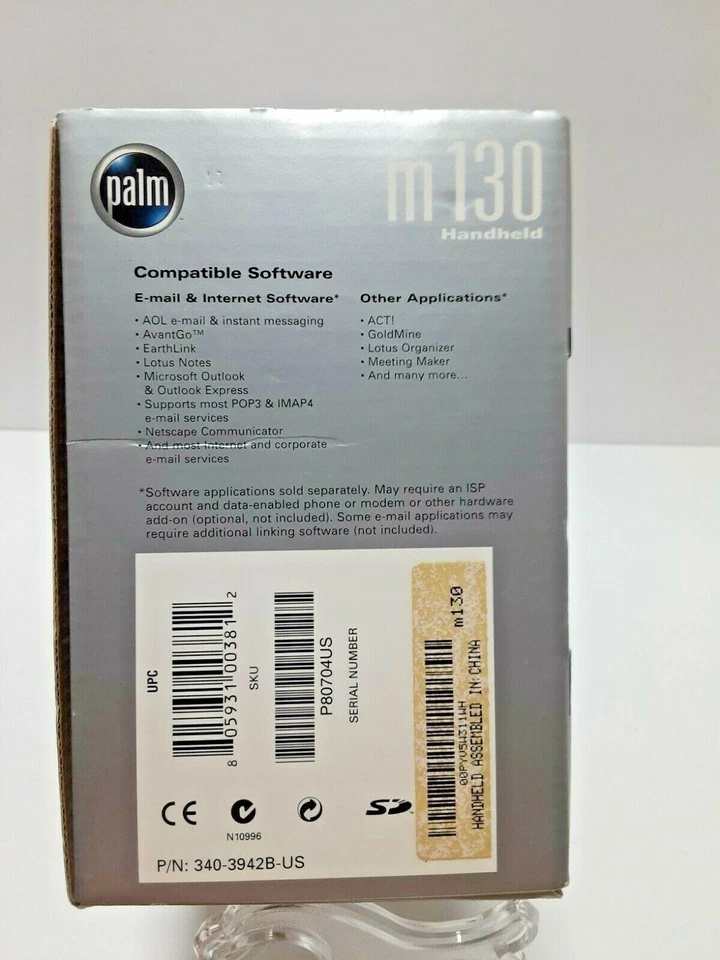 palm
m130
Handheld
Compatible Software
E-mail & Internet Software*
• AOL e-mail & instant messaging
• AvantGo™
• EarthLink
• Lotus Notes
• Microsoft Outlook
& Outlook Express
• Supports most POP3 & IMAP4
e-mail services
• Netscape Communicator
• And most Internet and corporate
e-mail services
Other Applications*
• ACT!
• GoldMine
• Lotus Organizer
• Meeting Maker
• And many more...
*Software applications sold separately. May require an ISP
account and data-enabled phone or modem or other hardware
add-on (optional, not included). Some e-mail applications may
require additional linking software (not included).
UPC
8 05931 00381 2
SKU
P80704US
SERIAL NUMBER
m130
HANDHELD ASSEMBLED IN CHINA
CE
N10996
SD
P/N: 340-3942B-US